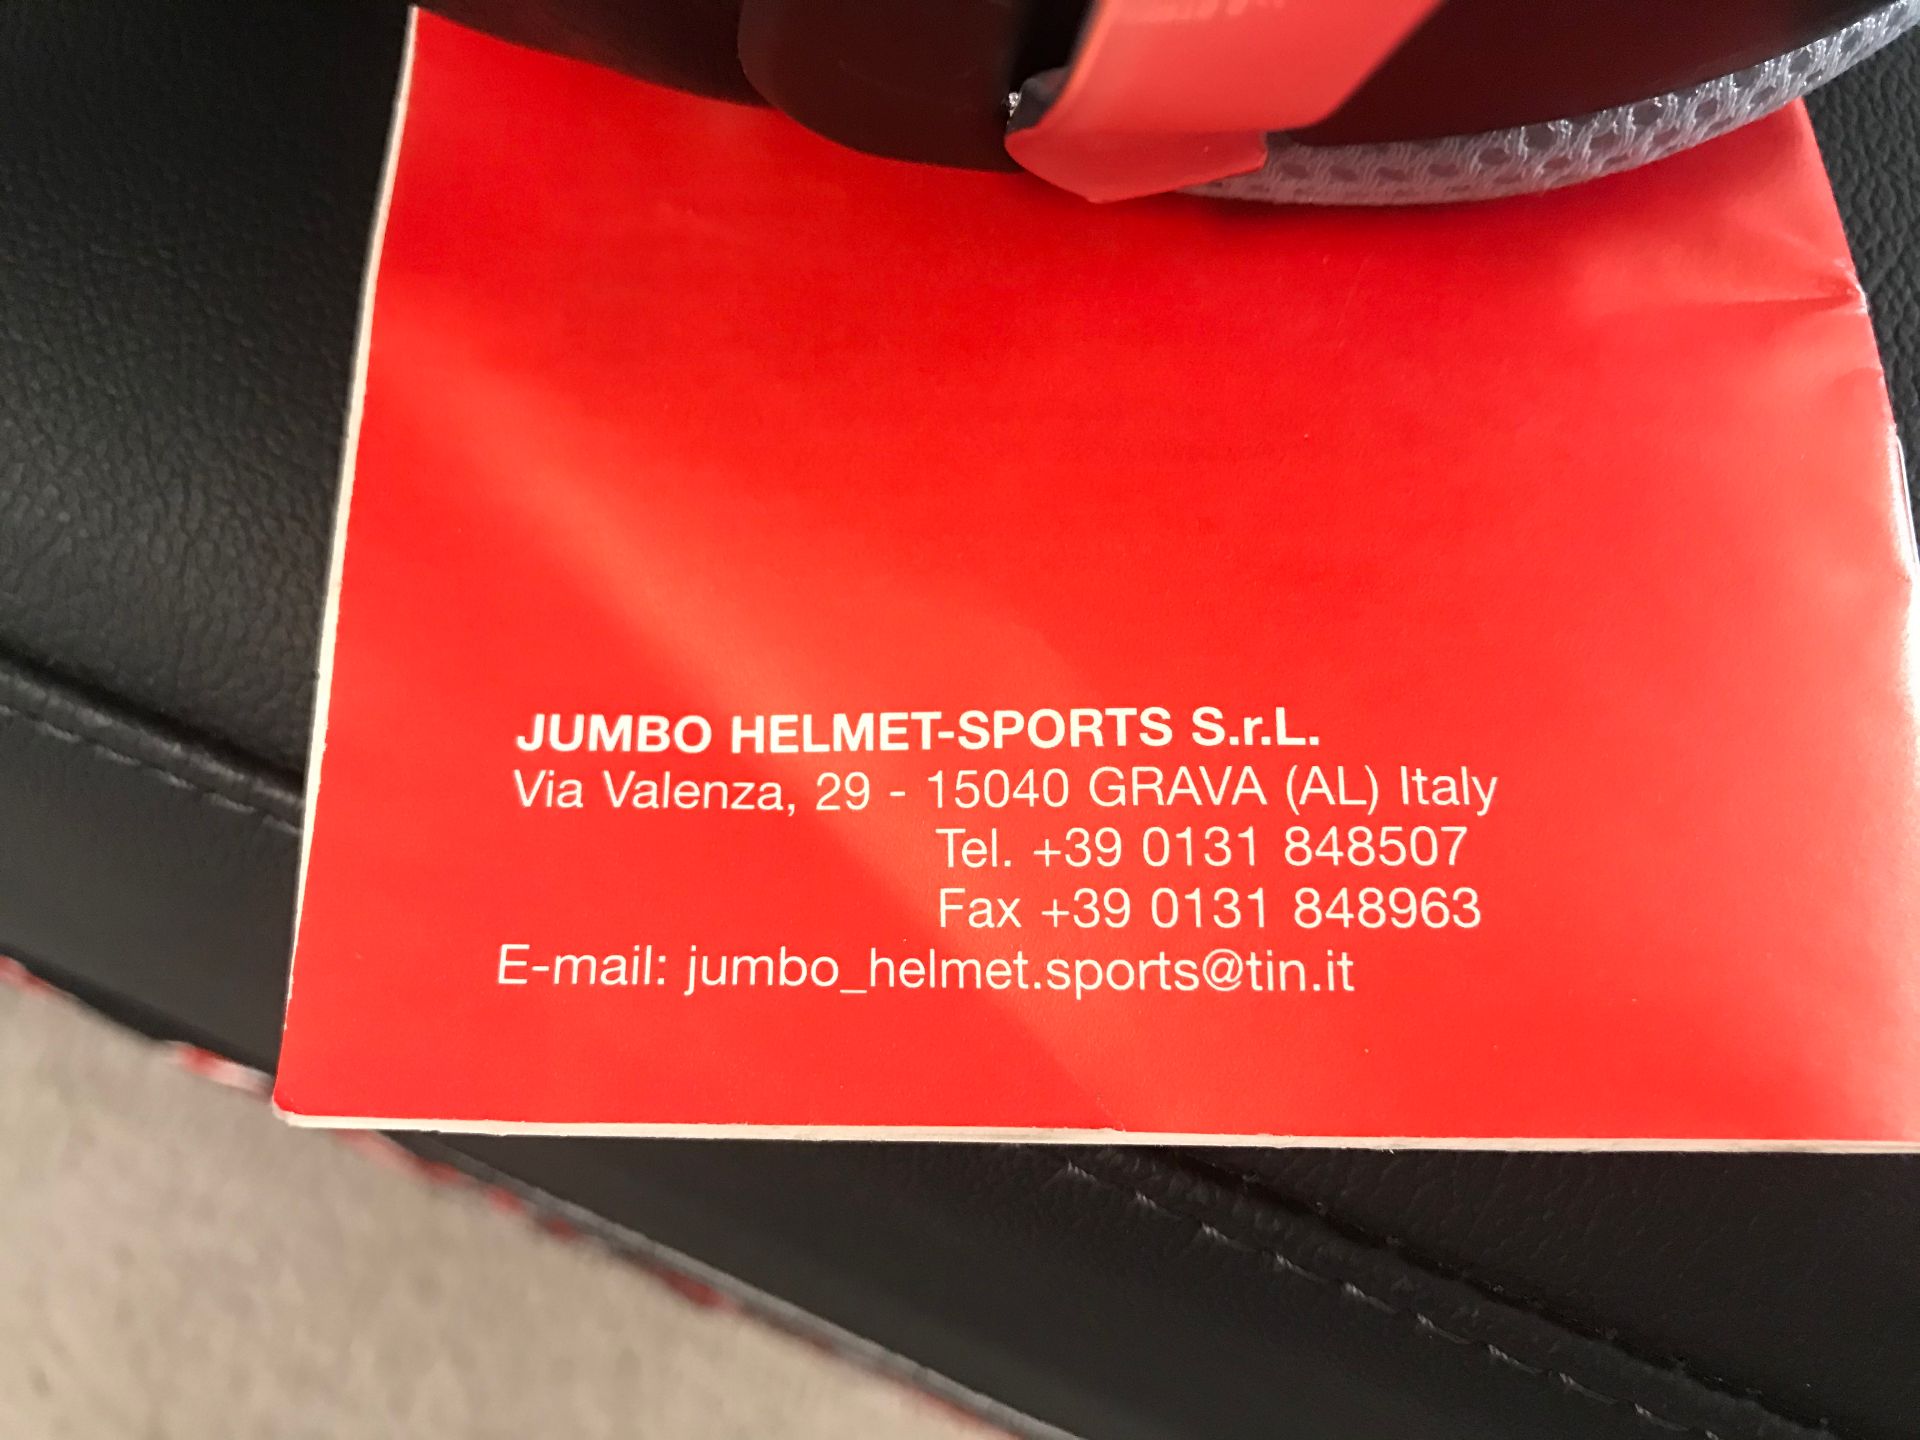 JUMBO HELMET-SPORTS S.r.L.
Via Valenza, 29 - 15040 GRAVA (AL) Italy
Tel. +39 0131 848507
Fax +39 0131 848963
E-mail: jumbo_helmet.sports@tin.it